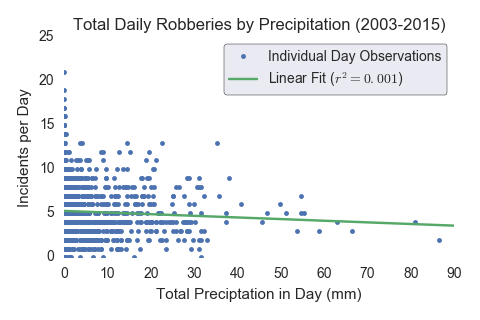 Total Daily Robberies by Precipitation (2003-2015)
25
Individual Day Observations
Linear Fit (r² = 0.001)
20
15
10
5
0
Incidents per Day
0 10 20 30 40 50 60 70 80 90
Total Preciptation in Day (mm)